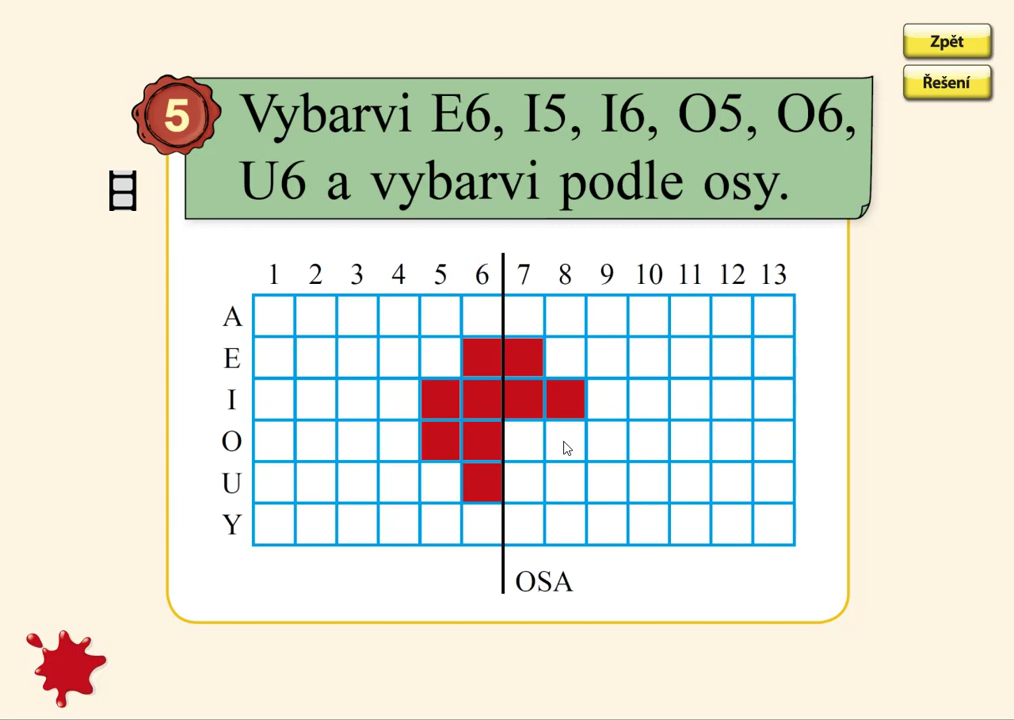 Zpět
Řešení
5
Vybarvi E6, I5, I6, O5, O6,
U6 a vybarvi podle osy.
1 2 3 4 5 6 7 8 9 10 11 12 13
A
E
I
O
U
Y
OSA